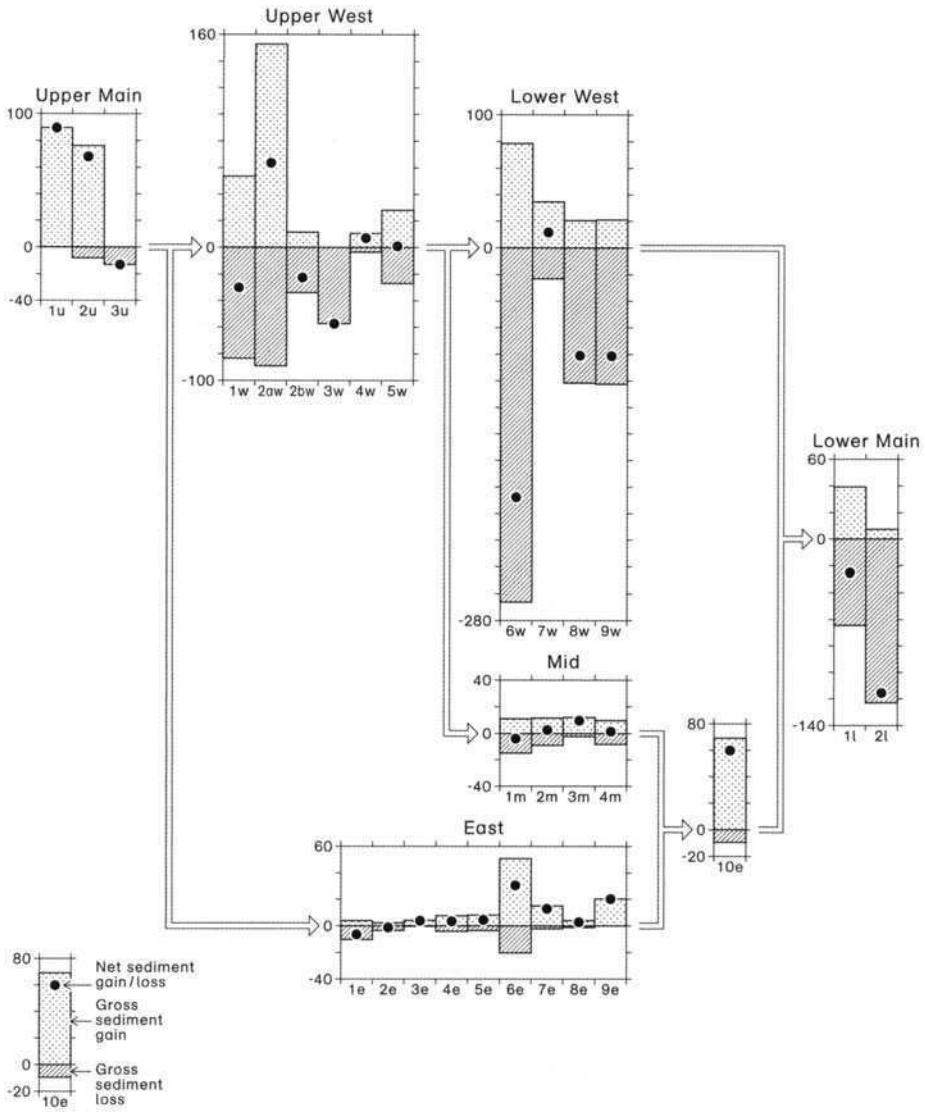 Upper West
160
-100
1w 2aw 2bw 3w 4w 5w
Upper Main
100
0
-40
1u 2u 3u
Lower West
100
0
-280
6w 7w 8w 9w
Lower Main
60
0
-140
1l 2l
Mid
40
0
-40
1m 2m 3m 4m
80
0
-20
10e
East
60
0
-40
1e 2e 3e 4e 5e 6e 7e 8e 9e
80
0
-20
10e
Net sediment
gain/loss
Gross
sediment
gain
Gross
sediment
loss